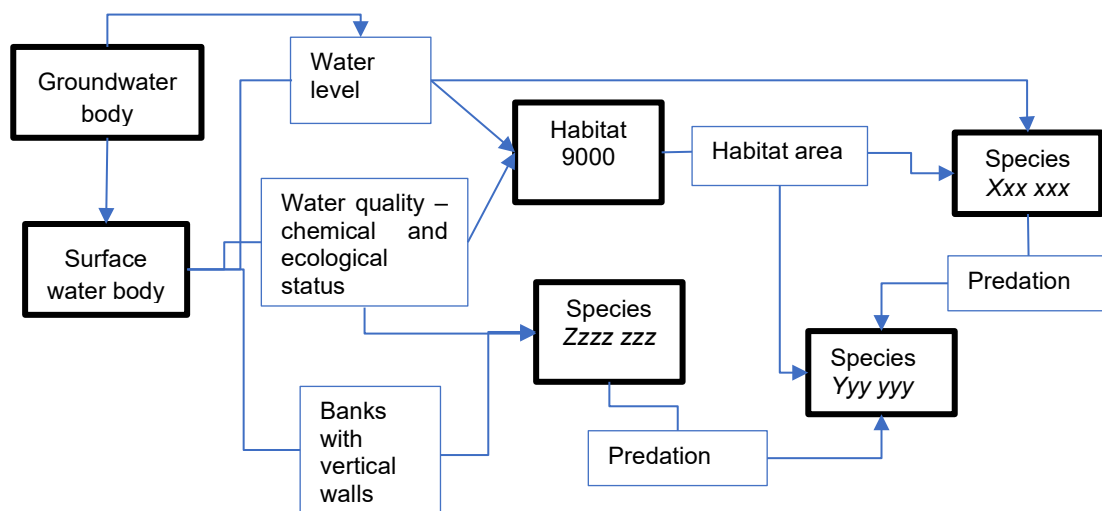 Groundwater
body
Water
level
Habitat
9000
Habitat area
Species
Xxx xxx
Water quality –
chemical and
ecological
status
Surface
water body
Predation
Species
Zzzz zzz
Species
Yyy yyy
Banks
with
vertical
walls
Predation